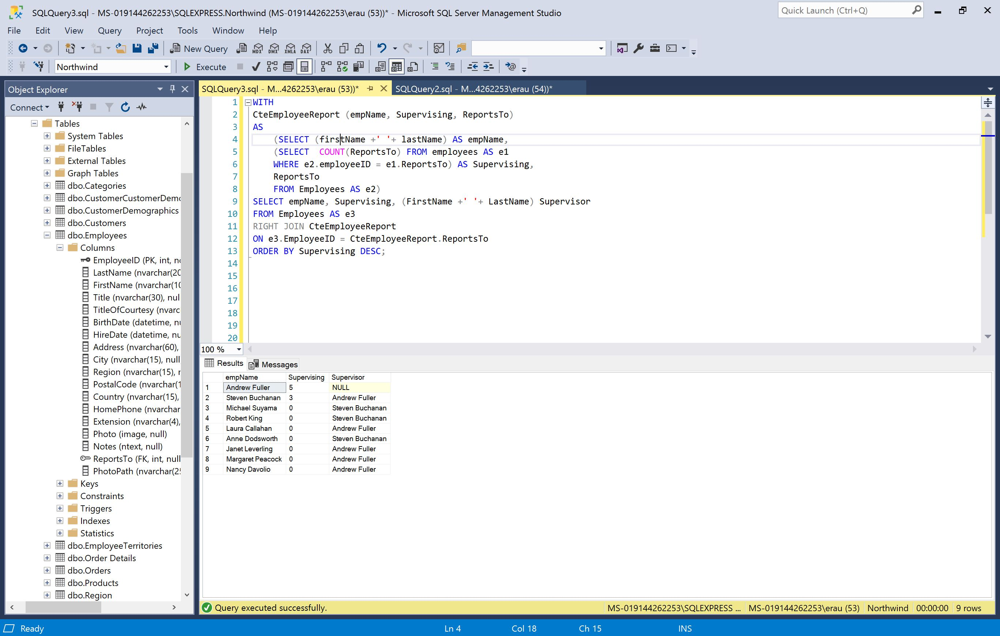 SQLQuery3.sql - MS-019144262253\SQLEXPRESS.Northwind (MS-019144262253\erau (53))* - Microsoft SQL Server Management Studio
Quick Launch (Ctrl+Q)
File Edit View Query Project Tools Window Help
New Query MDX DMX XMLA DAX
Northwind Execute
Object Explorer
Connect
Tables
System Tables
FileTables
External Tables
Graph Tables
dbo.Categories
dbo.CustomerCustomerDemo
dbo.CustomerDemographics
dbo.Customers
dbo.Employees
Columns
EmployeeID (PK, int, no
LastName (nvarchar(20
FirstName (nvarchar(10
Title (nvarchar(30), nul
TitleOfCourtesy (nvarc
BirthDate (datetime, nu
HireDate (datetime, nu
Address (nvarchar(60),
City (nvarchar(15), null
Region (nvarchar(15), n
PostalCode (nvarchar(1
Country (nvarchar(15),
HomePhone (nvarchar
Extension (nvarchar(4),
Photo (image, null)
Notes (ntext, null)
ReportsTo (FK, int, null
PhotoPath (nvarchar(25
Keys
Constraints
Triggers
Indexes
Statistics
dbo.EmployeeTerritories
dbo.Order Details
dbo.Orders
dbo.Products
dbo.Region
SQLQuery3.sql - M...4262253\erau (53))* SQLQuery2.sql - M...4262253\erau (54))*
1 WITH
2 CteEmployeeReport (empName, Supervising, ReportsTo)
3 AS
4 (SELECT (firstName +' '+ lastName) AS empName,
5 (SELECT  COUNT(ReportsTo) FROM employees AS e1
6 WHERE e2.employeeID = e1.ReportsTo) AS Supervising,
7 ReportsTo
8 FROM Employees AS e2)
9 SELECT empName, Supervising, (FirstName +' '+ LastName) Supervisor
10 FROM Employees AS e3
11 RIGHT JOIN CteEmployeeReport
12 ON e3.EmployeeID = CteEmployeeReport.ReportsTo
13 ORDER BY Supervising DESC;
14
15
16
17
18
19
20
100 %
Results Messages
empName Supervising Supervisor
1 Andrew Fuller 5 NULL
2 Steven Buchanan 3 Andrew Fuller
3 Michael Suyama 0 Steven Buchanan
4 Robert King 0 Steven Buchanan
5 Laura Callahan 0 Andrew Fuller
6 Anne Dodsworth 0 Steven Buchanan
7 Janet Leverling 0 Andrew Fuller
8 Margaret Peacock 0 Andrew Fuller
9 Nancy Davolio 0 Andrew Fuller
Query executed successfully. MS-019144262253\SQLEXPRESS ... MS-019144262253\erau (53) Northwind 00:00:00 9 rows
Ready Ln 4 Col 18 Ch 15 INS